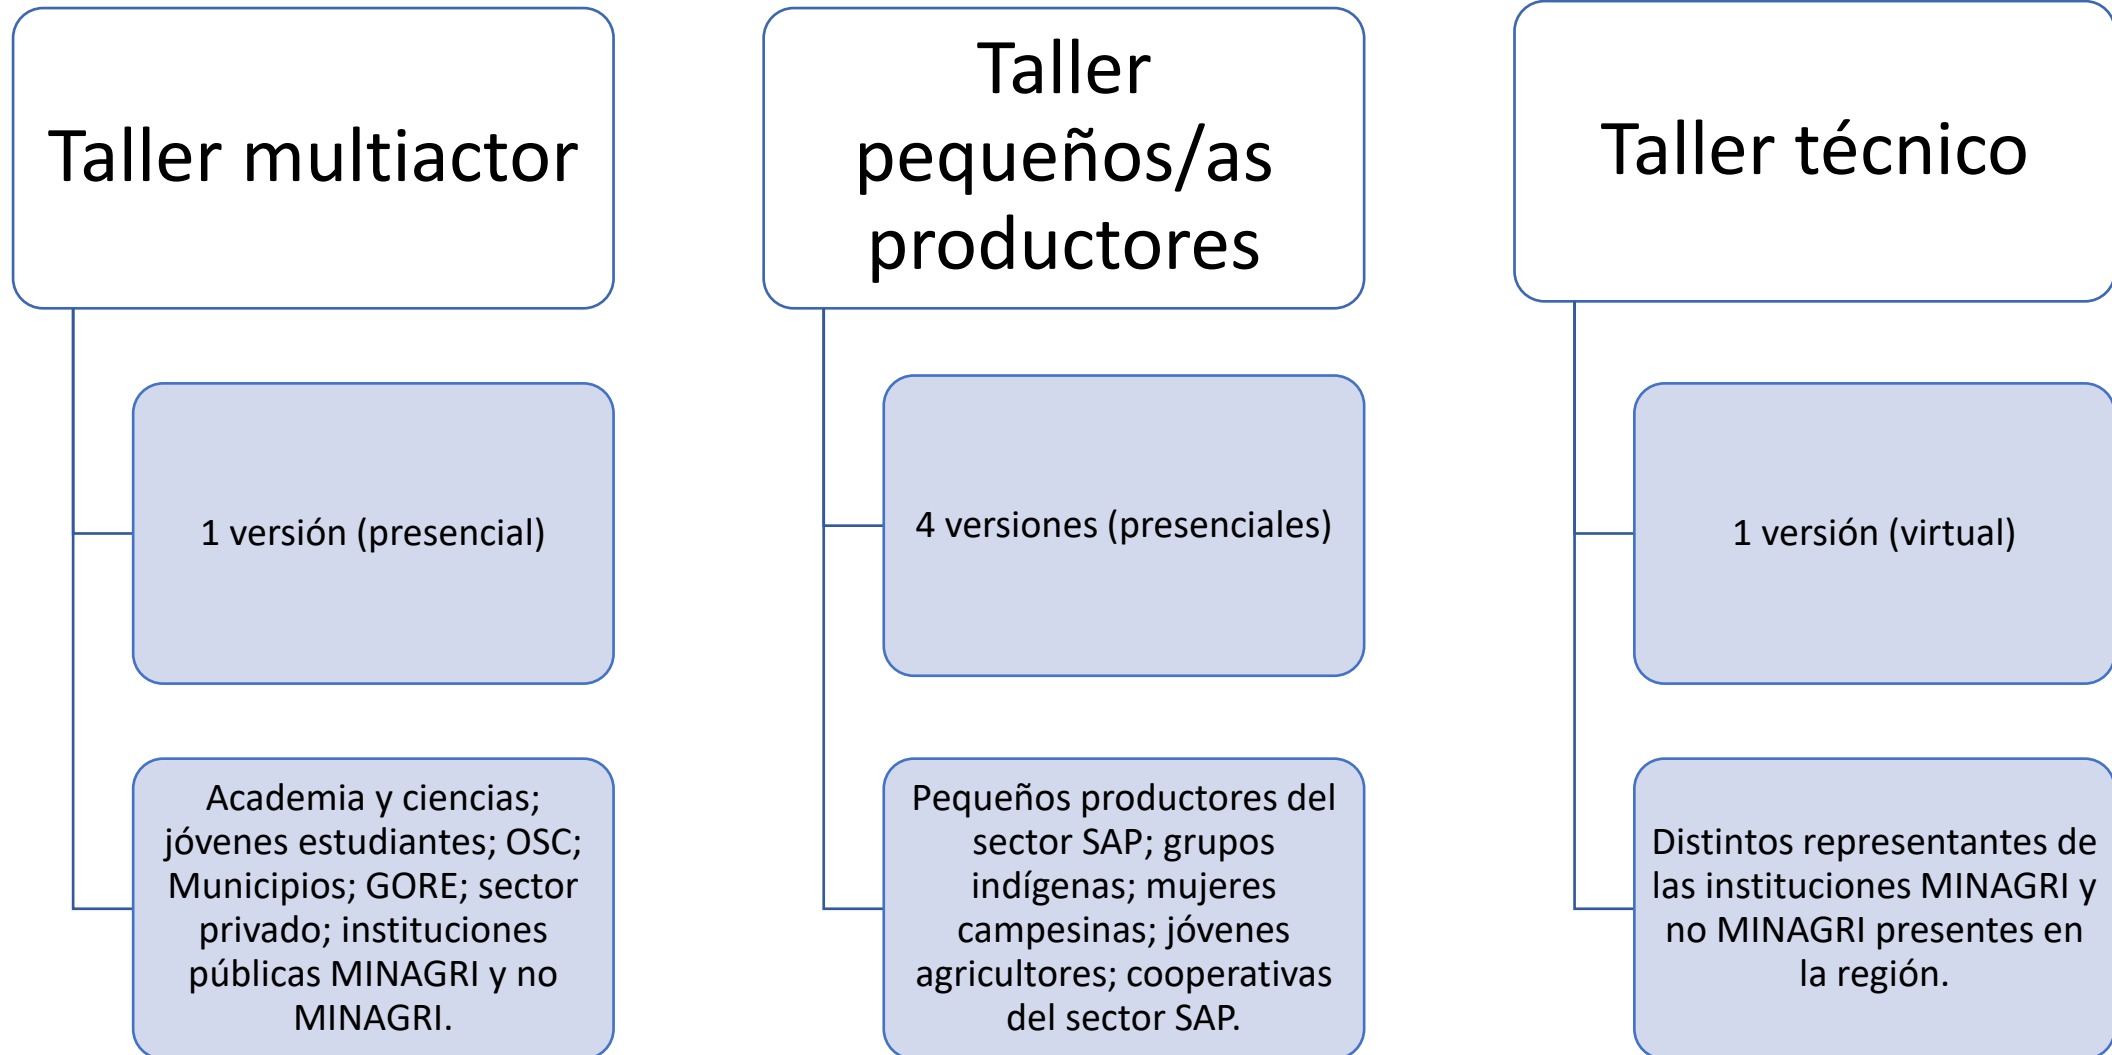 Taller multiactor
1 versión (presencial)
Academia y ciencias;
jóvenes estudiantes; OSC;
Municipios; GORE; sector
privado; instituciones
públicas MINAGRI y no
MINAGRI.
Taller
pequeños/as
productores
4 versiones (presenciales)
Pequeños productores del
sector SAP; grupos
indígenas; mujeres
campesinas; jóvenes
agricultores; cooperativas
del sector SAP.
Taller técnico
1 versión (virtual)
Distintos representantes de
las instituciones MINAGRI y
no MINAGRI presentes en
la región.